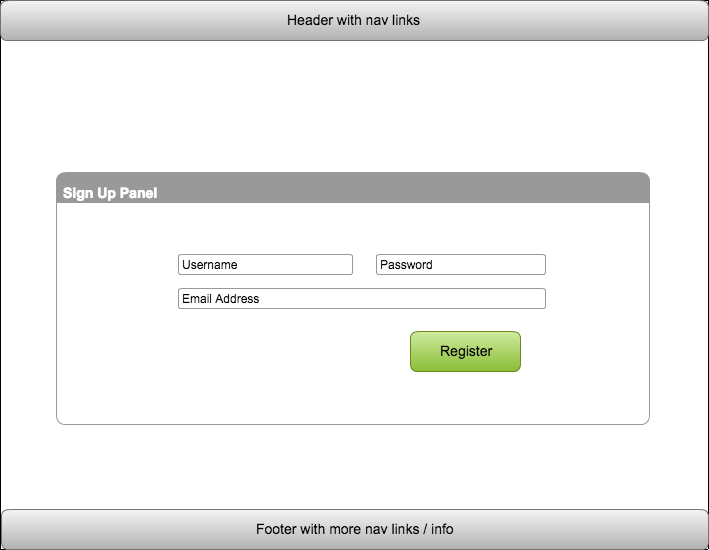 Header with nav links
Sign Up Panel
Username
Password
Email Address
Register
Footer with more nav links / info